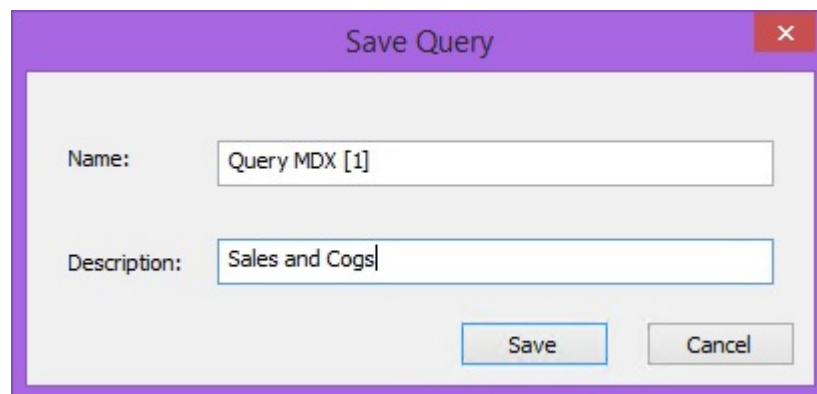 Save Query
Name: Query MDX [1]
Description: Sales and Cogs
Save Cancel